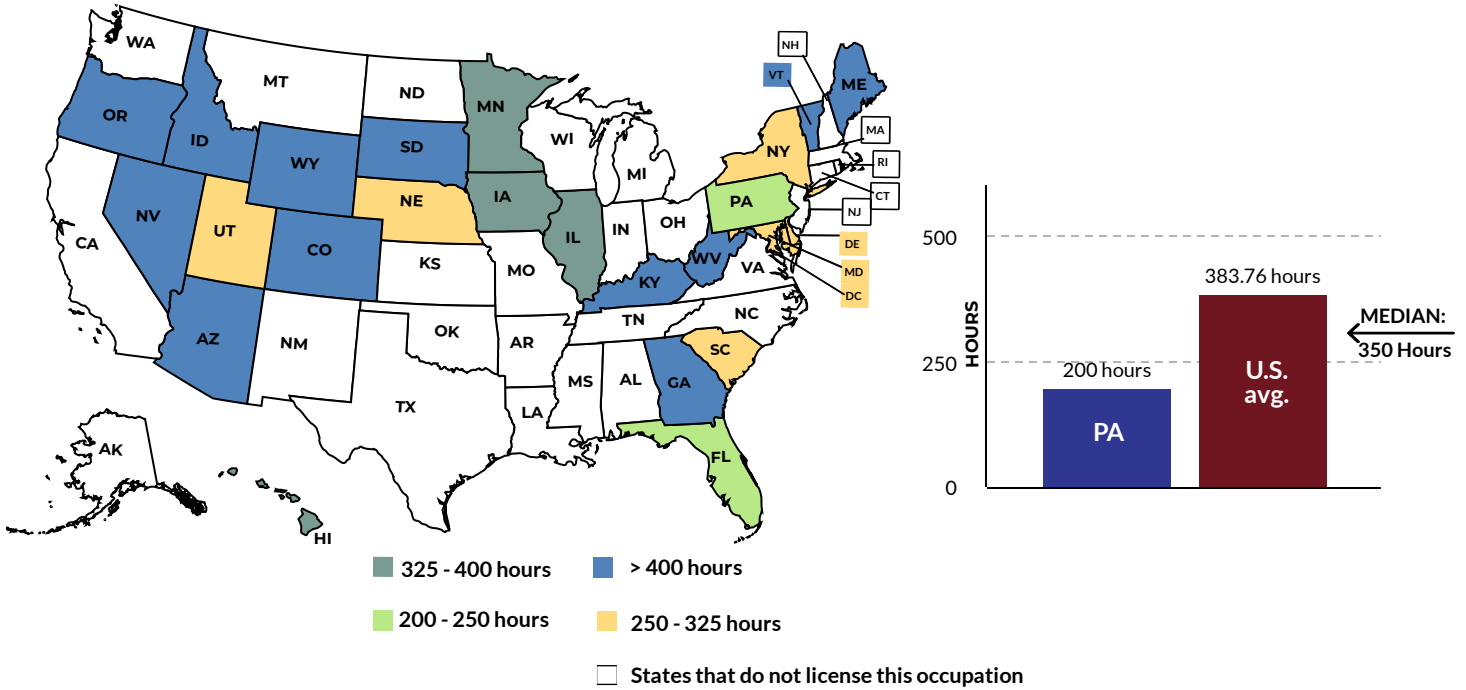 WA
MT
ND
MN
WI
MI
NH
VT
ME
OR
ID
WY
SD
NY
MA
RI
CT
NJ
NV
UT
CO
NE
IA
IL
IN
OH
PA
DE
MD
DC
CA
KS
MO
KY
WV
VA
AZ
NM
OK
AR
TN
NC
SC
TX
LA
MS
AL
GA
FL
AK
HI
325 - 400 hours
> 400 hours
200 - 250 hours
250 - 325 hours
States that do not license this occupation
HOURS
500
250
0
200 hours
PA
383.76 hours
U.S.
avg.
MEDIAN:
350 Hours